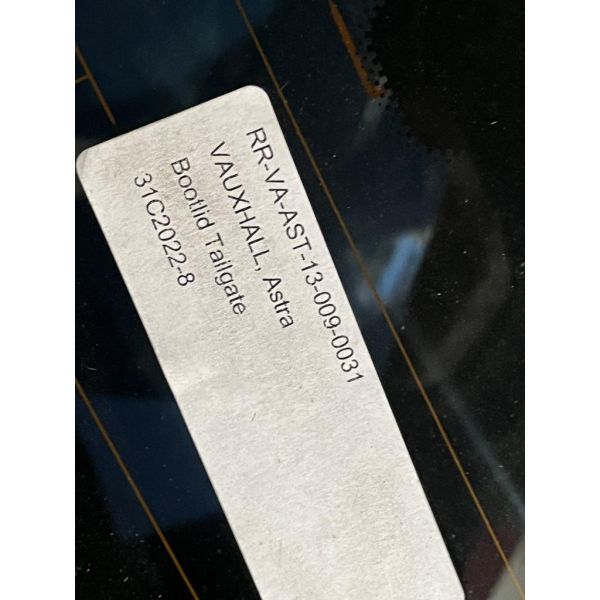 RR-VA-AST-13-009-0031
VAUXHALL, Astra
Bootlid Tailgate
31C2022-8